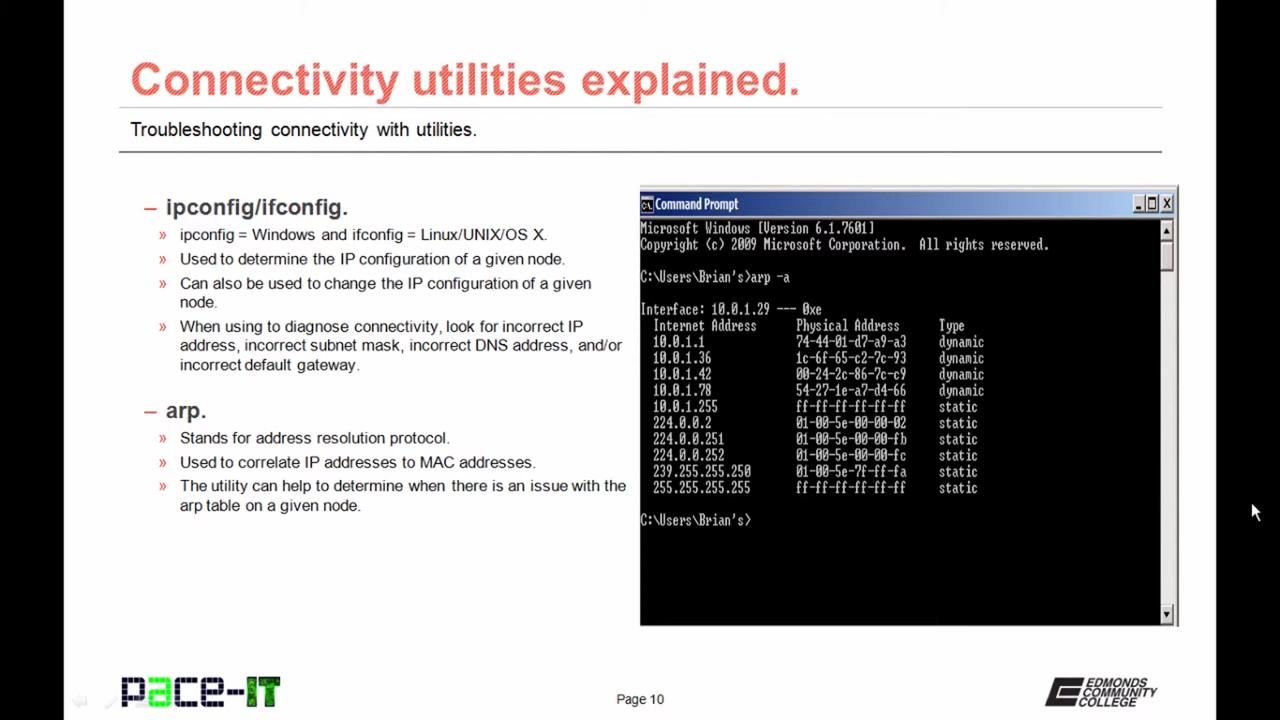 Connectivity utilities explained.
Troubleshooting connectivity with utilities.
– ipconfig/ifconfig.
» ipconfig = Windows and ifconfig = Linux/UNIX/OS X.
» Used to determine the IP configuration of a given node.
» Can also be used to change the IP configuration of a given
node.
» When using to diagnose connectivity, look for incorrect IP
address, incorrect subnet mask, incorrect DNS address, and/or
incorrect default gateway.
– arp.
» Stands for address resolution protocol.
» Used to correlate IP addresses to MAC addresses.
» The utility can help to determine when there is an issue with the
arp table on a given node.
C:\ Command Prompt
Microsoft Windows [Version 6.1.7601]
Copyright (c) 2009 Microsoft Corporation. All rights reserved.
C:\Users\Brian's>arp -a
Interface: 10.0.1.29 --- 0xe
Internet Address Physical Address Type
10.0.1.1 74-44-01-d7-a9-a3 dynamic
10.0.1.36 1c-6f-65-c2-7c-93 dynamic
10.0.1.42 00-24-2c-86-7c-c9 dynamic
10.0.1.78 54-27-1e-a7-d4-66 dynamic
10.0.1.255 ff-ff-ff-ff-ff-ff static
224.0.0.2 01-00-5e-00-00-02 static
224.0.0.251 01-00-5e-00-00-fb static
224.0.0.252 01-00-5e-00-00-fc static
239.255.255.250 01-00-5e-7f-ff-fa static
255.255.255.255 ff-ff-ff-ff-ff-ff static
C:\Users\Brian's>
pace-IT
Page 10
EDMONDS
COMMUNITY
COLLEGE